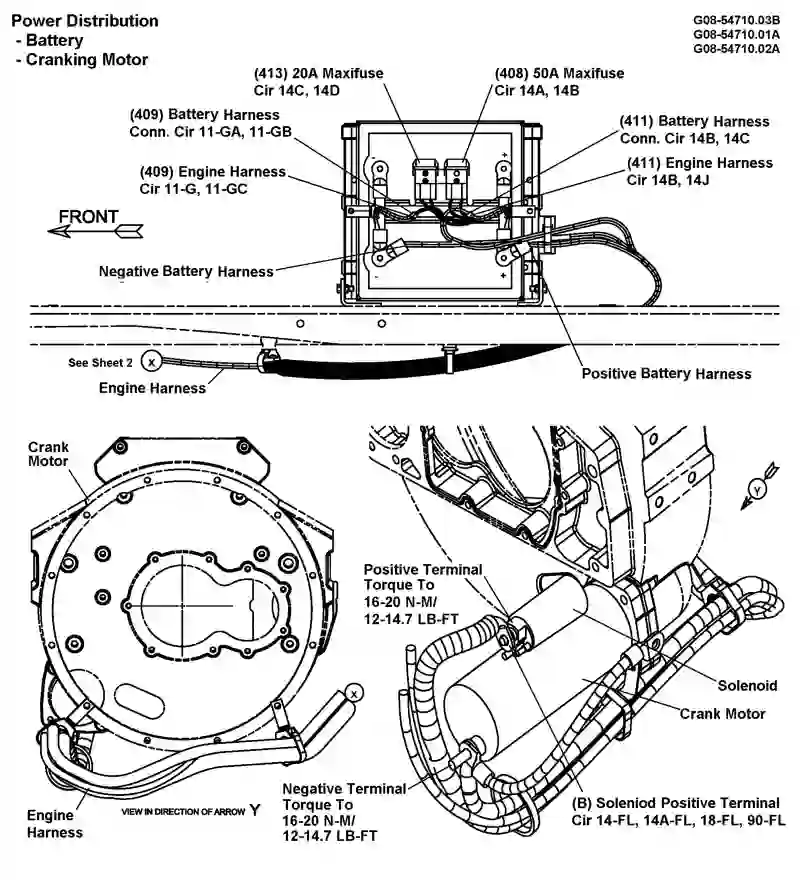 Power Distribution
- Battery
- Cranking Motor
G08-54710.03B
G08-54710.01A
G08-54710.02A
(413) 20A Maxifuse
Cir 14C, 14D
(408) 50A Maxifuse
Cir 14A, 14B
(409) Battery Harness
Conn. Cir 11-GA, 11-GB
(411) Battery Harness
Conn. Cir 14B, 14C
(409) Engine Harness
Cir 11-G, 11-GC
(411) Engine Harness
Cir 14B, 14J
FRONT
- +
Negative Battery Harness
- +
See Sheet 2 X
Engine Harness
Positive Battery Harness
Crank
Motor
Y
Positive Terminal
Torque To
16-20 N-M/
12-14.7 LB-FT
Solenoid
X
Crank Motor
Negative Terminal
Torque To
16-20 N-M/
12-14.7 LB-FT
(B) Soleniod Positive Terminal
Cir 14-FL, 14A-FL, 18-FL, 90-FL
Engine
Harness
VIEW IN DIRECTION OF ARROW Y